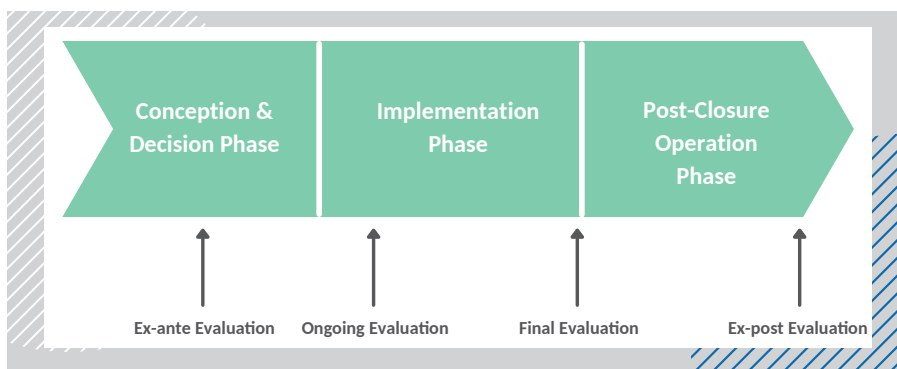 Conception &
Decision Phase
Implementation
Phase
Post-Closure
Operation
Phase
Ex-ante Evaluation
Ongoing Evaluation
Final Evaluation
Ex-post Evaluation